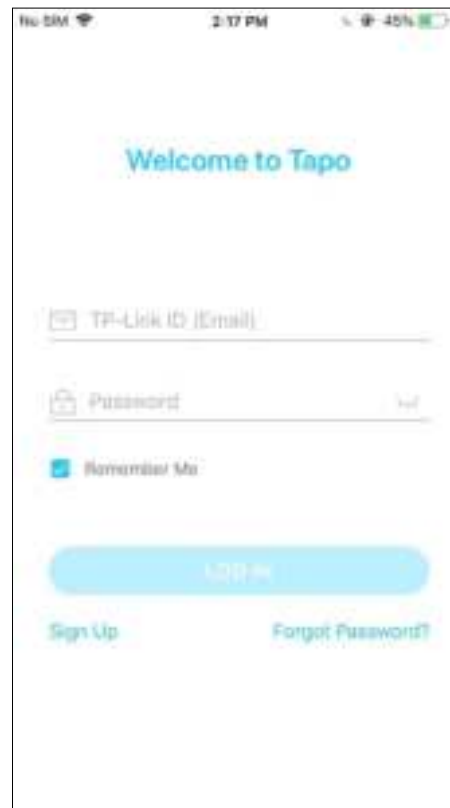 No SIM 2:17 PM 45%
Welcome to Tapo
TP-Link ID (Email)
Password
Remember Me
LOG IN
Sign Up Forgot Password?